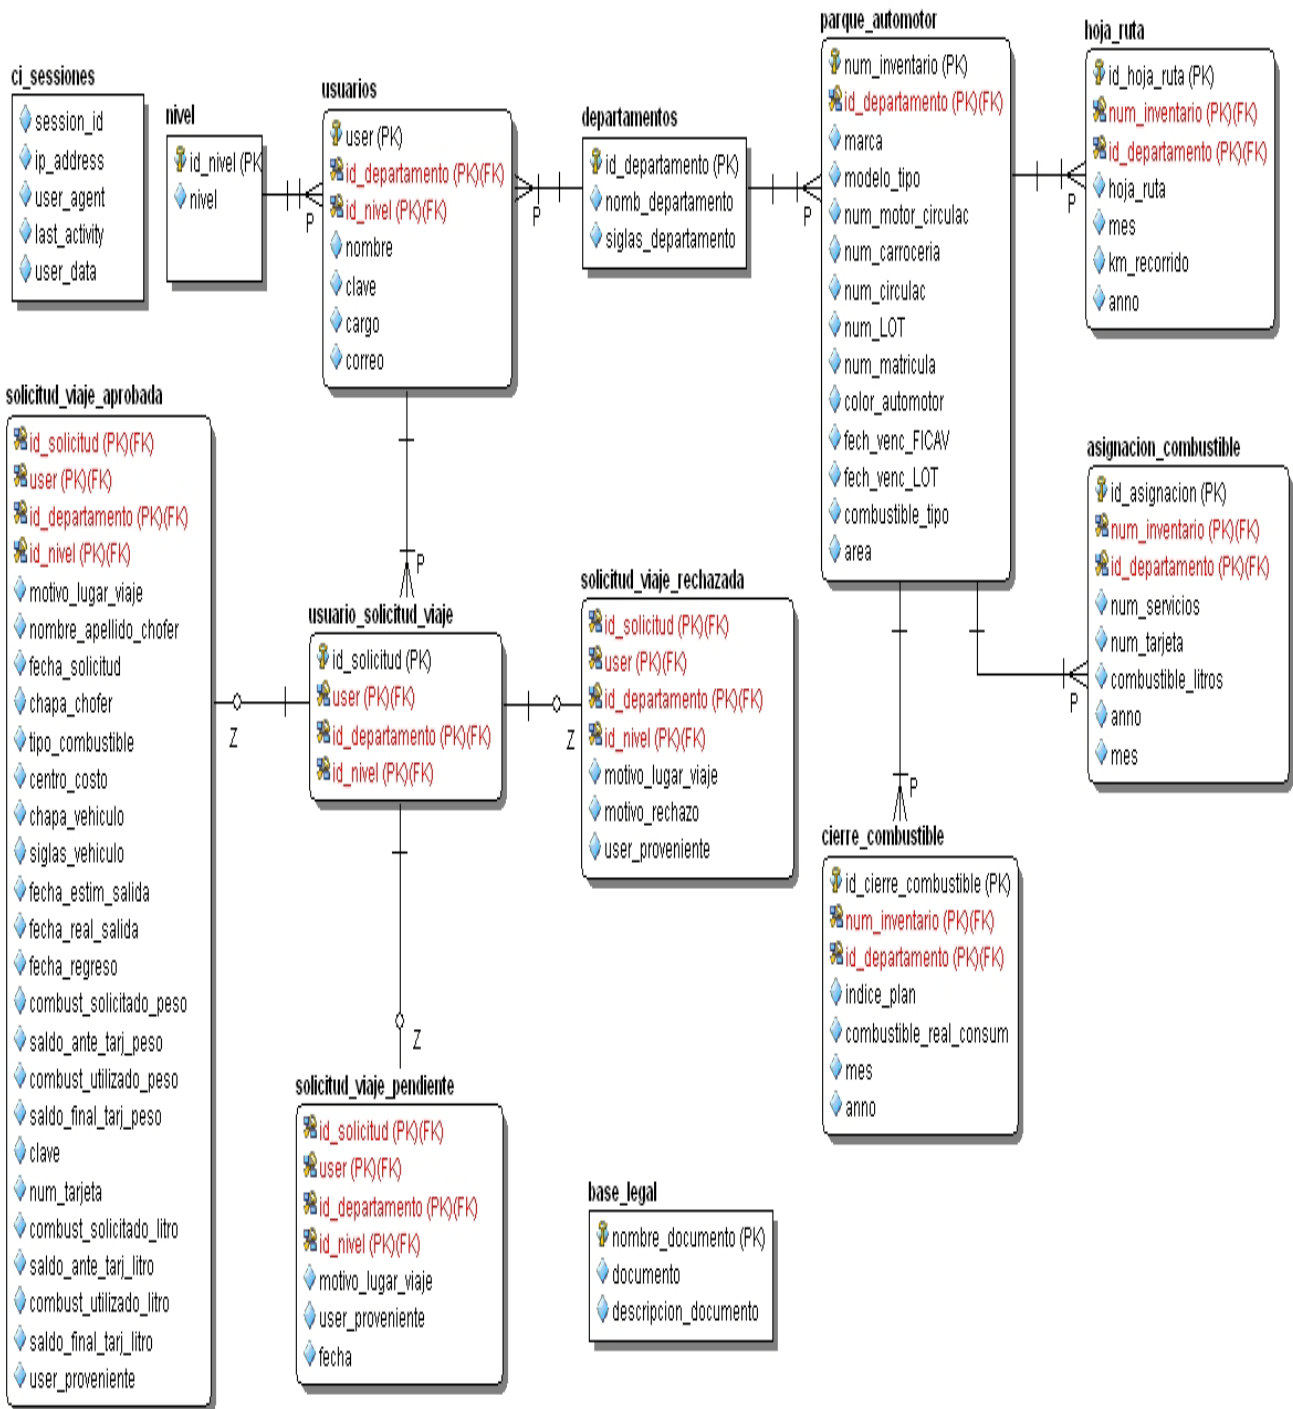 ci_sessiones
session_id
ip_address
user_agent
last_activity
user_data
nivel
id_nivel (PK
nivel
usuarios
user (PK)
id_departamento (PK)(FK)
id_nivel (PK)(FK)
nombre
clave
cargo
correo
departamentos
id_departamento (PK)
nomb_departamento
siglas_departamento
parque_automotor
num_inventario (PK)
id_departamento (PK)(FK)
marca
modelo_tipo
num_motor_circulac
num_carroceria
num_circulac
num_LOT
num_matricula
color_automotor
fech_venc_FICAV
fech_venc_LOT
combustible_tipo
area
hoja_ruta
id_hoja_ruta (PK)
num_inventario (PK)(FK)
id_departamento (PK)(FK)
hoja_ruta
mes
km_recorrido
anno
P
P
P
P
solicitud_viaje_aprobada
id_solicitud (PK)(FK)
user (PK)(FK)
id_departamento (PK)(FK)
id_nivel (PK)(FK)
motivo_lugar_viaje
nombre_apellido_chofer
fecha_solicitud
chapa_chofer
tipo_combustible
centro_costo
chapa_vehiculo
siglas_vehiculo
fecha_estim_salida
fecha_real_salida
fecha_regreso
combust_solicitado_peso
saldo_ante_tarj_peso
combust_utilizado_peso
saldo_final_tarj_peso
clave
num_tarjeta
combust_solicitado_litro
saldo_ante_tarj_litro
combust_utilizado_litro
saldo_final_tarj_litro
user_proveniente
P
Z
usuario_solicitud_viaje
id_solicitud (PK)
user (PK)(FK)
id_departamento (PK)(FK)
id_nivel (PK)(FK)
Z
solicitud_viaje_rechazada
id_solicitud (PK)(FK)
user (PK)(FK)
id_departamento (PK)(FK)
id_nivel (PK)(FK)
motivo_lugar_viaje
motivo_rechazo
user_proveniente
asignacion_combustible
id_asignacion (PK)
num_inventario (PK)(FK)
id_departamento (PK)(FK)
num_servicios
num_tarjeta
combustible_litros
anno
mes
P
P
cierre_combustible
id_cierre_combustible (PK)
num_inventario (PK)(FK)
id_departamento (PK)(FK)
indice_plan
combustible_real_consum
mes
anno
Z
solicitud_viaje_pendiente
id_solicitud (PK)(FK)
user (PK)(FK)
id_departamento (PK)(FK)
id_nivel (PK)(FK)
motivo_lugar_viaje
user_proveniente
fecha
base_legal
nombre_documento (PK)
documento
descripcion_documento